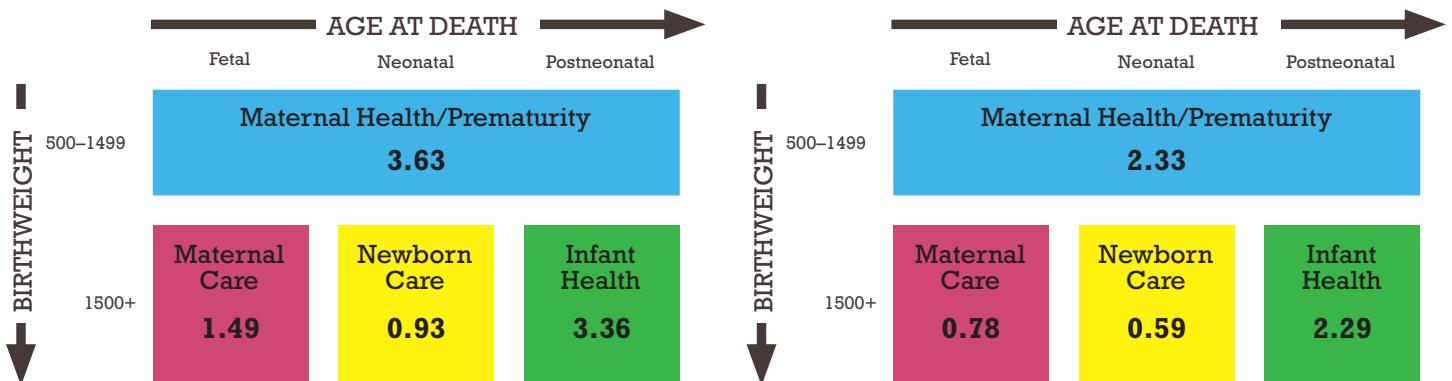 AGE AT DEATH
Fetal
Neonatal
Postneonatal
BIRTHWEIGHT
500–1499
Maternal Health/Prematurity
3.63
1500+
Maternal
Care
1.49
Newborn
Care
0.93
Infant
Health
3.36
AGE AT DEATH
Fetal
Neonatal
Postneonatal
BIRTHWEIGHT
500–1499
Maternal Health/Prematurity
2.33
1500+
Maternal
Care
0.78
Newborn
Care
0.59
Infant
Health
2.29